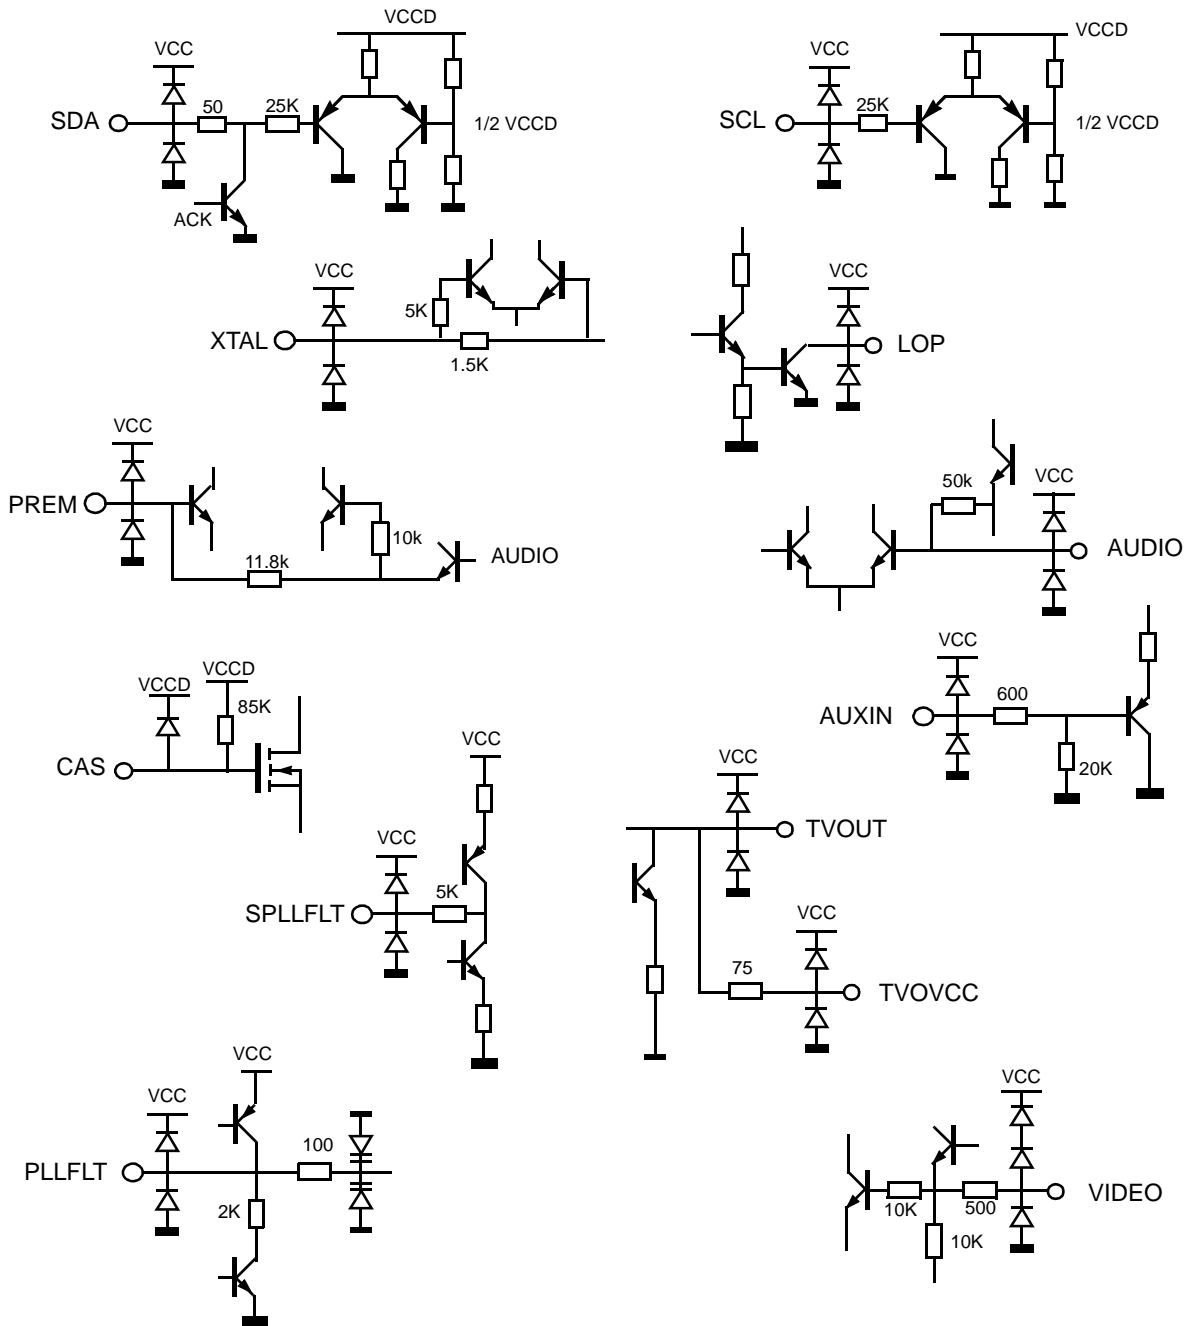 VCCD
VCC
50
25K
SDA
1/2 VCCD
ACK
VCCD
VCC
25K
SCL
1/2 VCCD
VCC
5K
XTAL
1.5K
VCC
LOP
VCC
PREM
10k
11.8k
AUDIO
50k
VCC
AUDIO
VCCD
VCCD
85K
CAS
VCC
600
AUXIN
20K
VCC
VCC
5K
SPLLFLT
VCC
TVOUT
VCC
75
TVOVCC
VCC
VCC
100
PLLFLT
2K
VCC
10K
500
VIDEO
10K